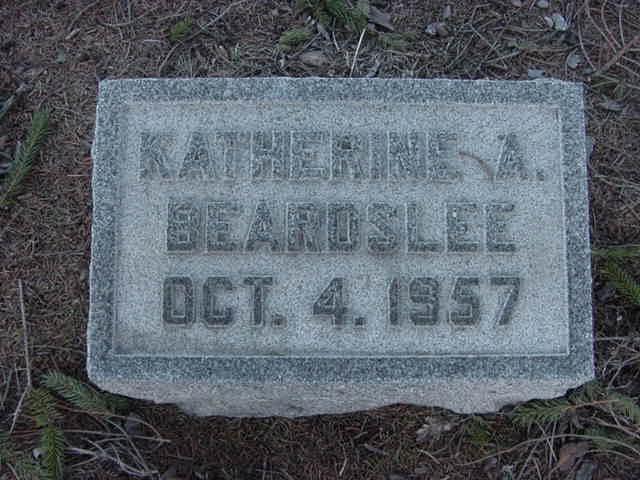 KATHERINE A.
BEARDSLEE
OCT. 4. 1957